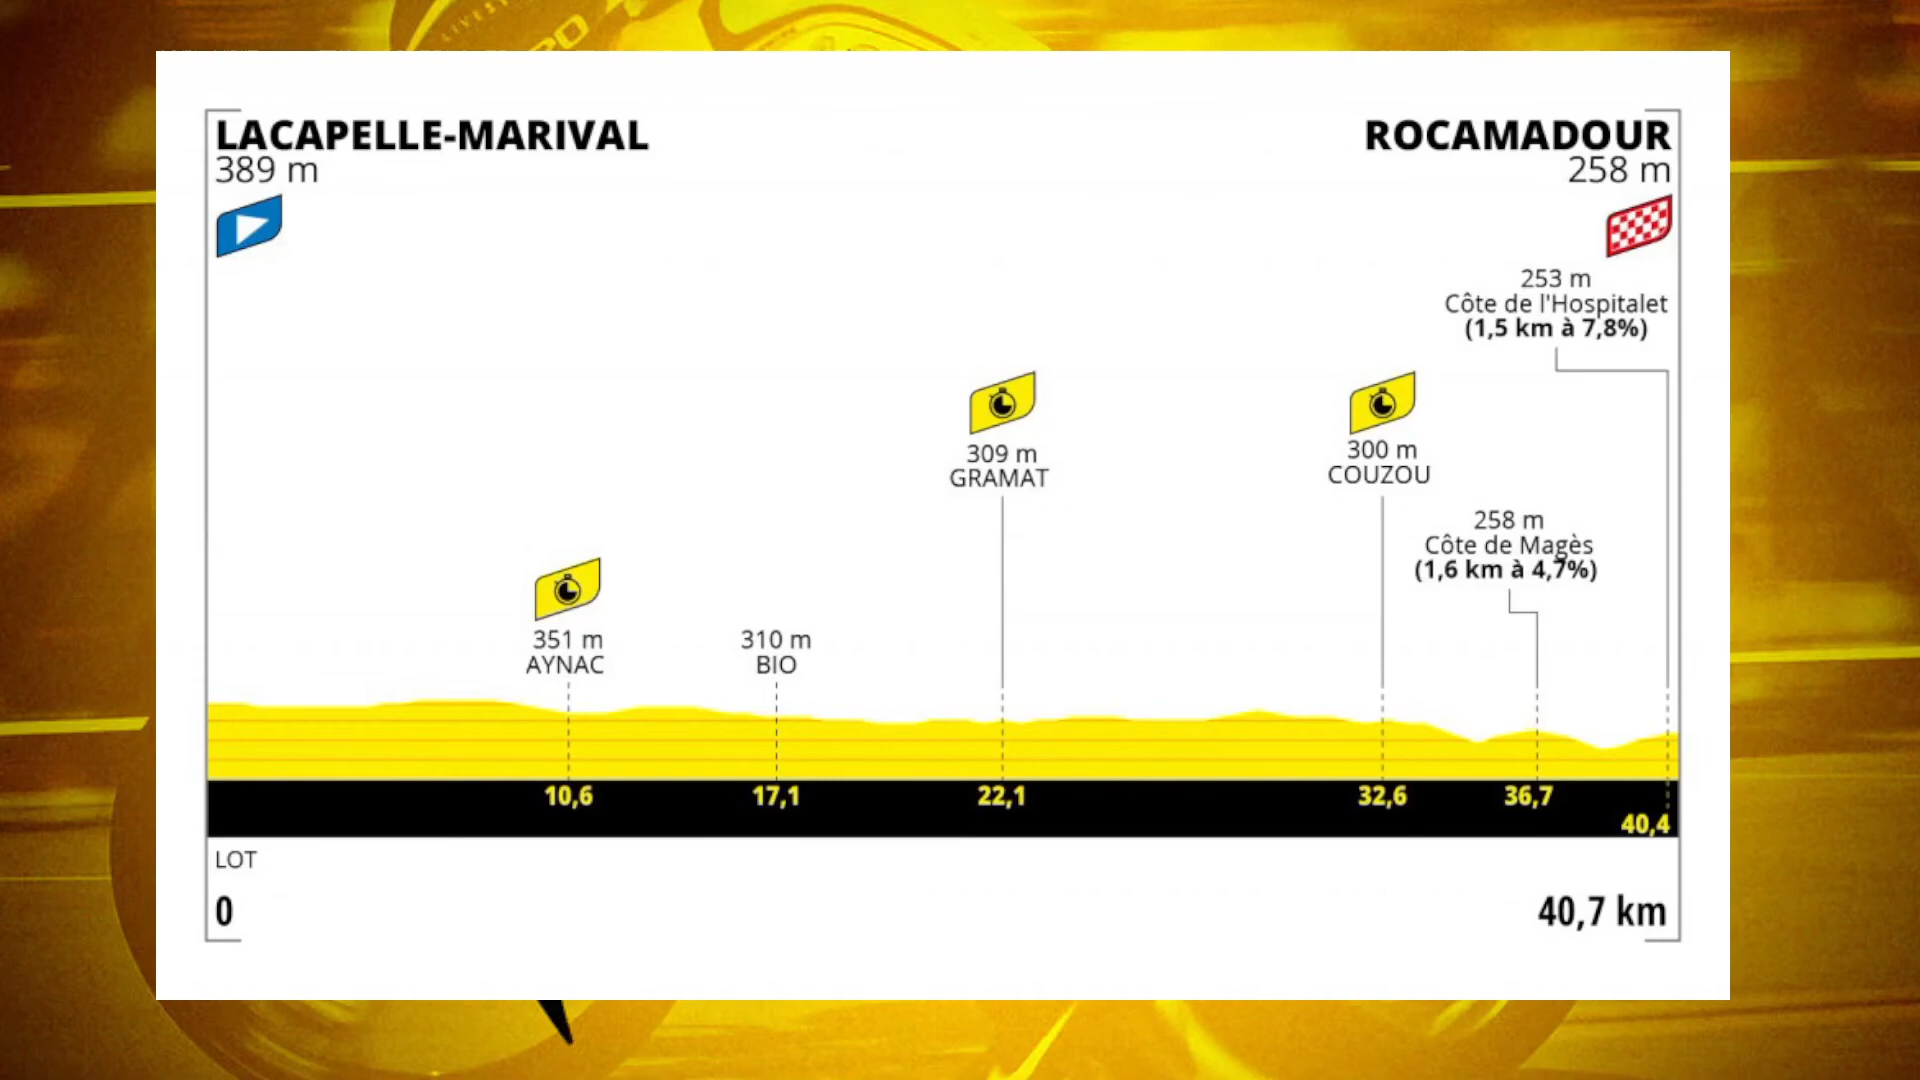 LACAPELLE-MARIVAL
389 m
ROCAMADOUR
258 m
253 m
Côte de l'Hospitalet
(1,5 km à 7,8%)
309 m
GRAMAT
300 m
COUZOU
258 m
Côte de Magès
(1,6 km à 4,7%)
351 m
AYNAC
310 m
BIO
10,6
17,1
22,1
32,6
36,7
40,4
LOT
0
40,7 km